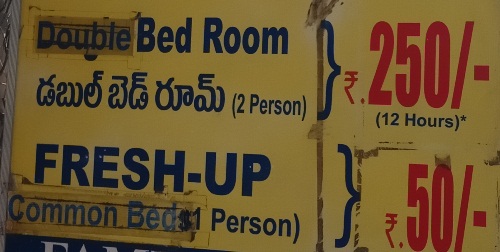 Double Bed Room
డబుల్ బెడ్ రూమ్ (2 Person)
₹.250/-
(12 Hours)*
FRESH-UP
Common Beds(1 Person)
₹.50/-